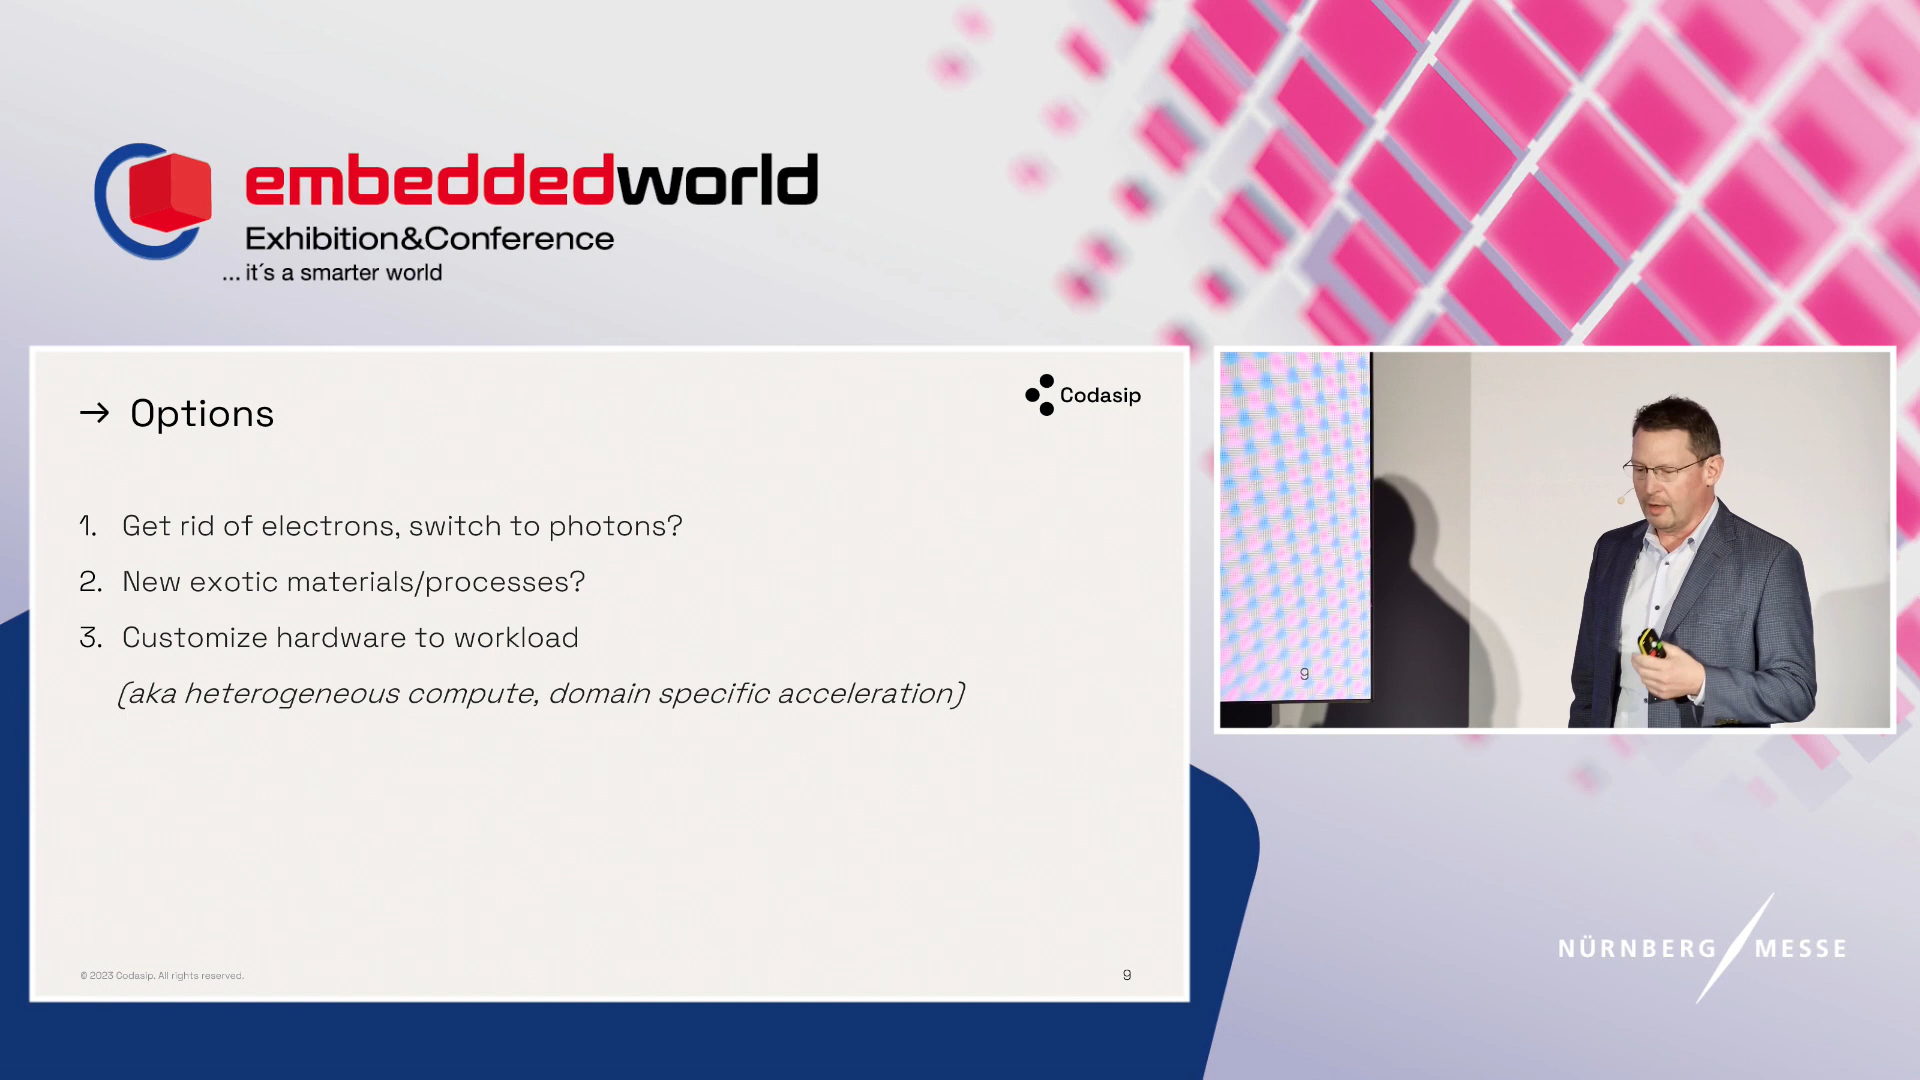 embeddedworld
Exhibition&Conference
... it´s a smarter world
→ Options
Codasip
1. Get rid of electrons, switch to photons?
2. New exotic materials/processes?
3. Customize hardware to workload
(aka heterogeneous compute, domain specific acceleration)
© 2023 Codasip. All rights reserved.
9
9
NÜRNBERG MESSE